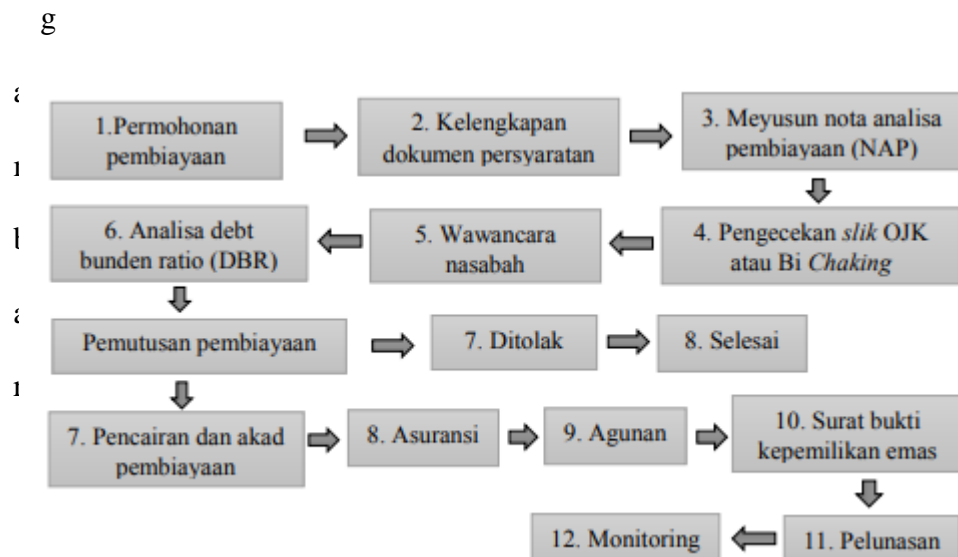 g
1.Permohonan
pembiayaan
2. Kelengkapan
dokumen persyaratan
3. Meyusun nota analisa
pembiayaan (NAP)
4. Pengecekan slik OJK
atau Bi Chaking
5. Wawancara
nasabah
6. Analisa debt
bunden ratio (DBR)
Pemutusan pembiayaan
7. Ditolak
8. Selesai
7. Pencairan dan akad
pembiayaan
8. Asuransi
9. Agunan
10. Surat bukti
kepemilikan emas
11. Pelunasan
12. Monitoring